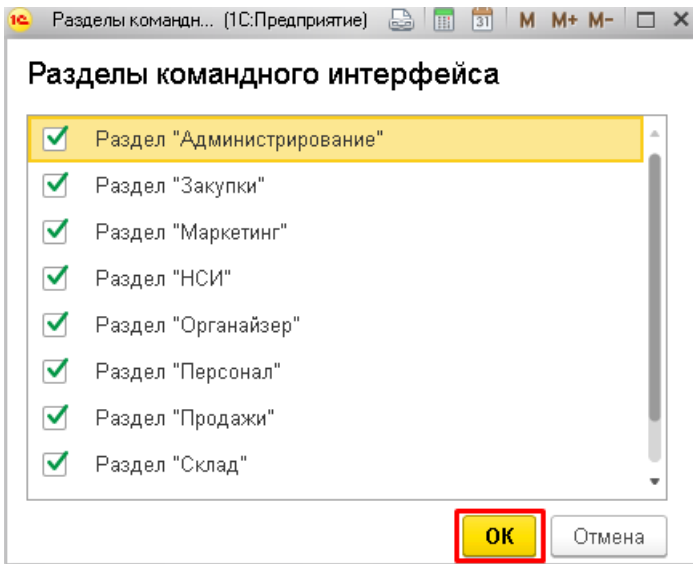 1С Разделы командн... (1С:Предприятие) 31 M M+ M-
Разделы командного интерфейса
Раздел "Администрирование"
Раздел "Закупки"
Раздел "Маркетинг"
Раздел "НСИ"
Раздел "Органайзер"
Раздел "Персонал"
Раздел "Продажи"
Раздел "Склад"
ОК Отмена